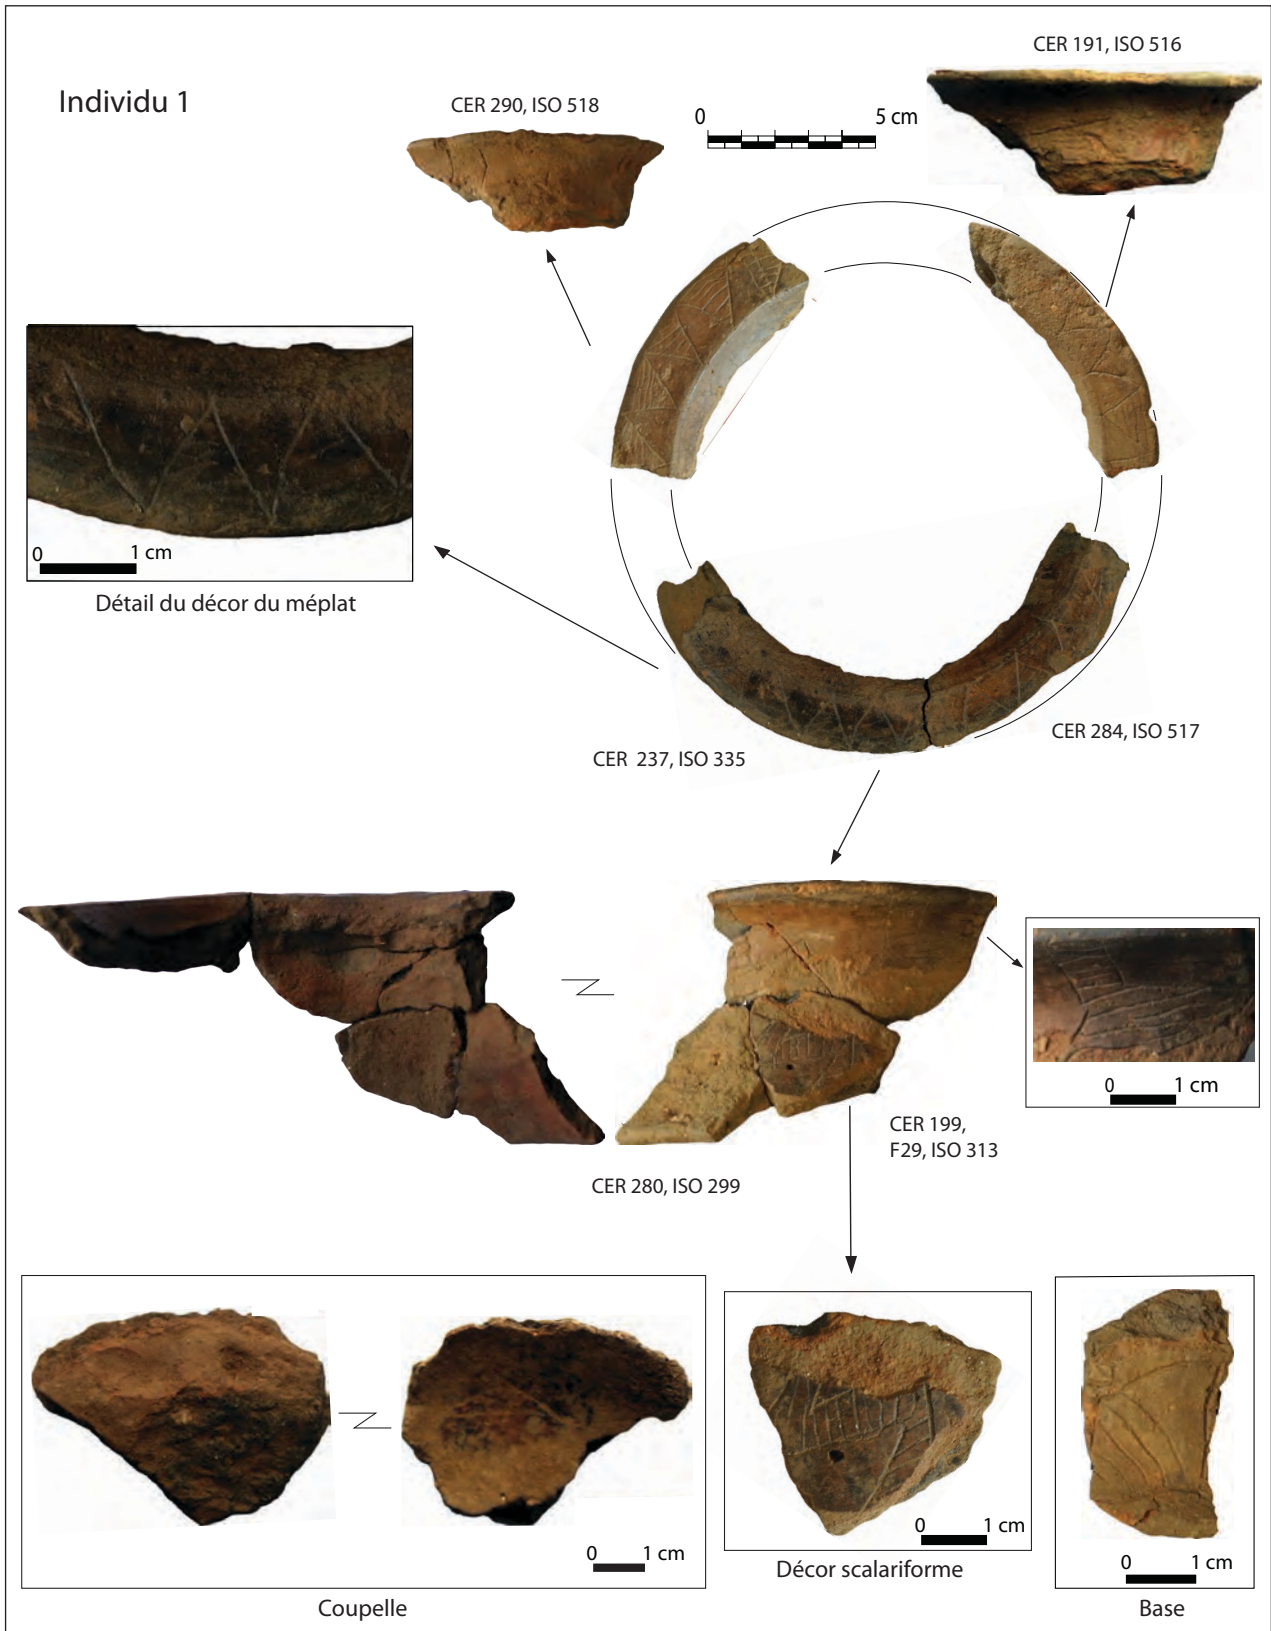 CER 191, ISO 516
Individu 1
CER 290, ISO 518
0 5 cm
0 1 cm
Détail du décor du méplat
CER 284, ISO 517
CER 237, ISO 335
0 1 cm
CER 199,
F29, ISO 313
CER 280, ISO 299
0 1 cm
0 1 cm
0 1 cm
Décor scalariforme
Coupelle
Base